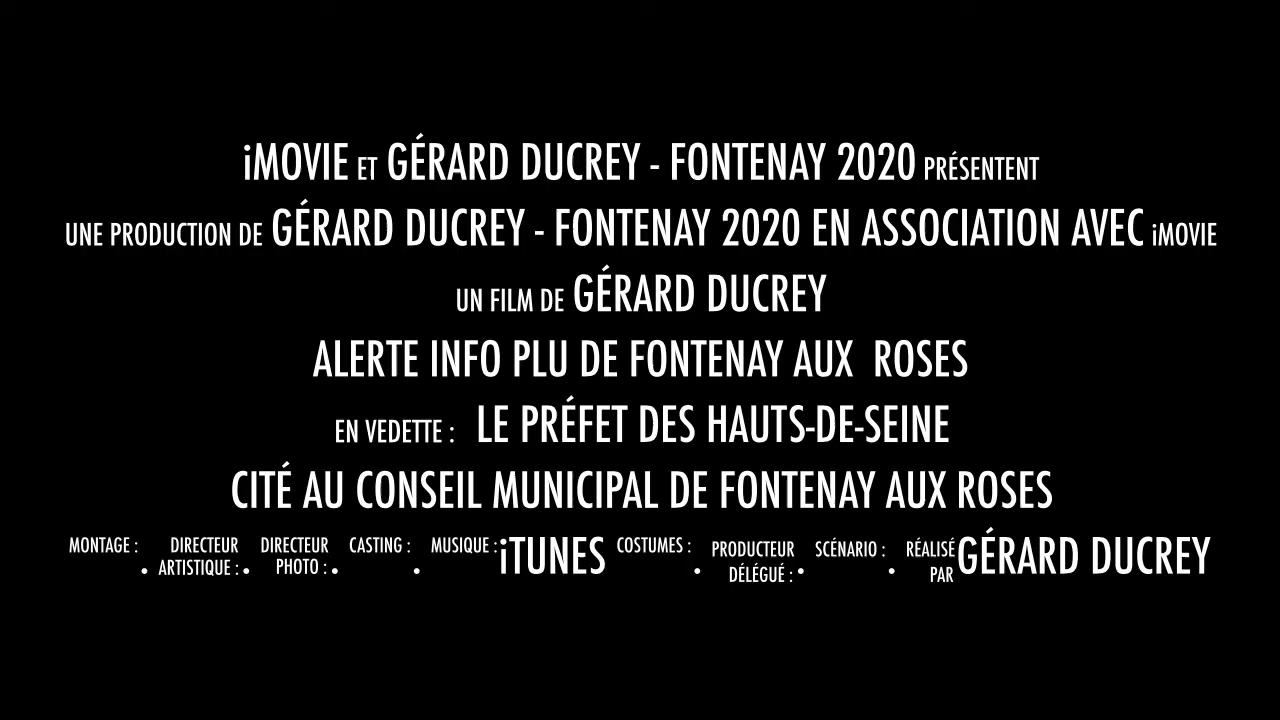 iMOVIE ET GÉRARD DUCREY - FONTENAY 2020 PRÉSENTENT
UNE PRODUCTION DE GÉRARD DUCREY - FONTENAY 2020 EN ASSOCIATION AVEC iMOVIE
UN FILM DE GÉRARD DUCREY
ALERTE INFO PLU DE FONTENAY AUX  ROSES
EN VEDETTE : LE PRÉFET DES HAUTS-DE-SEINE
CITÉ AU CONSEIL MUNICIPAL DE FONTENAY AUX ROSES
MONTAGE : . DIRECTEUR ARTISTIQUE : . DIRECTEUR PHOTO : . CASTING : . MUSIQUE : iTUNES COSTUMES : . PRODUCTEUR DÉLÉGUÉ : . SCÉNARIO : . RÉALISÉ PAR GÉRARD DUCREY